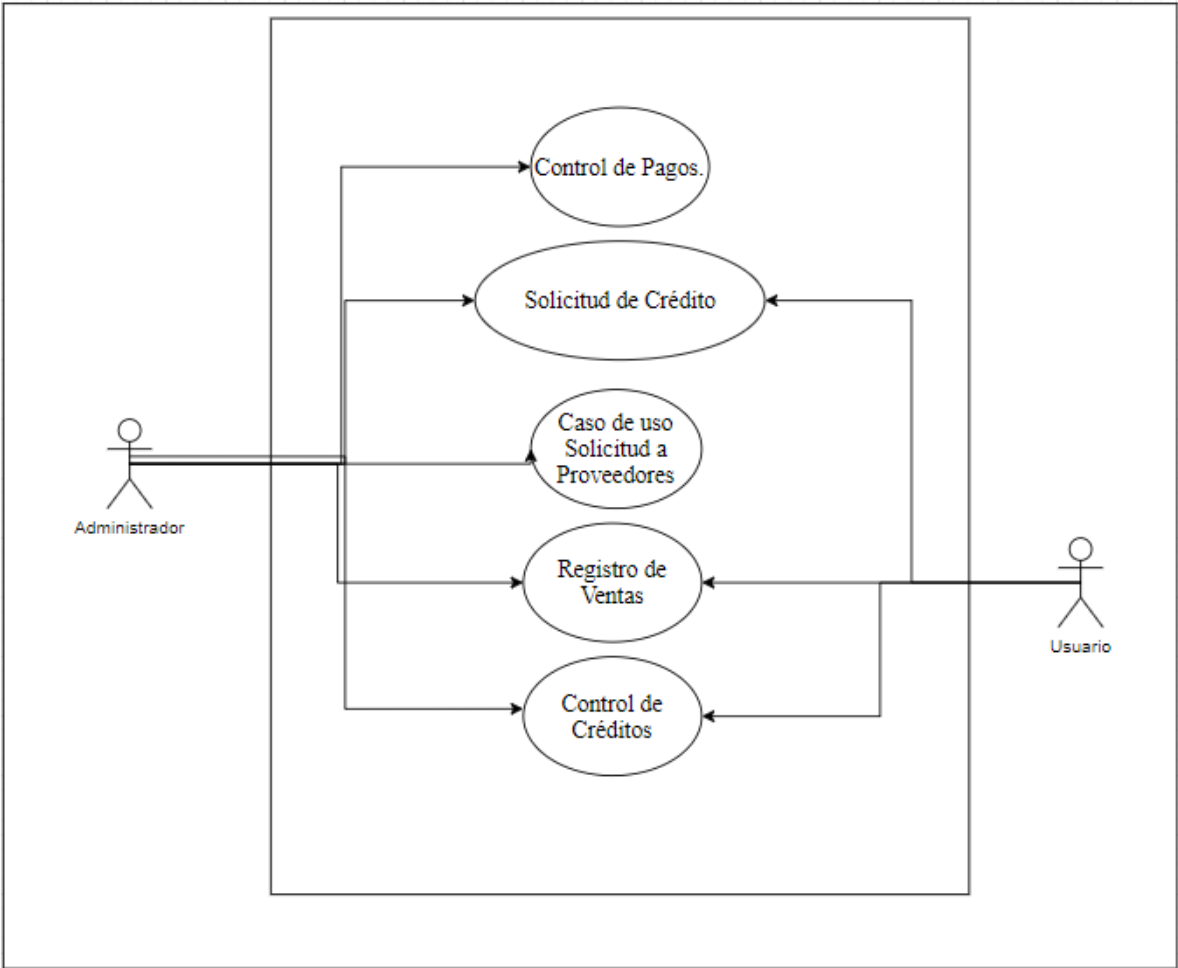 Control de Pagos.
Solicitud de Crédito
Caso de uso
Solicitud a
Proveedores
Administrador
Registro de
Ventas
Usuario
Control de
Créditos